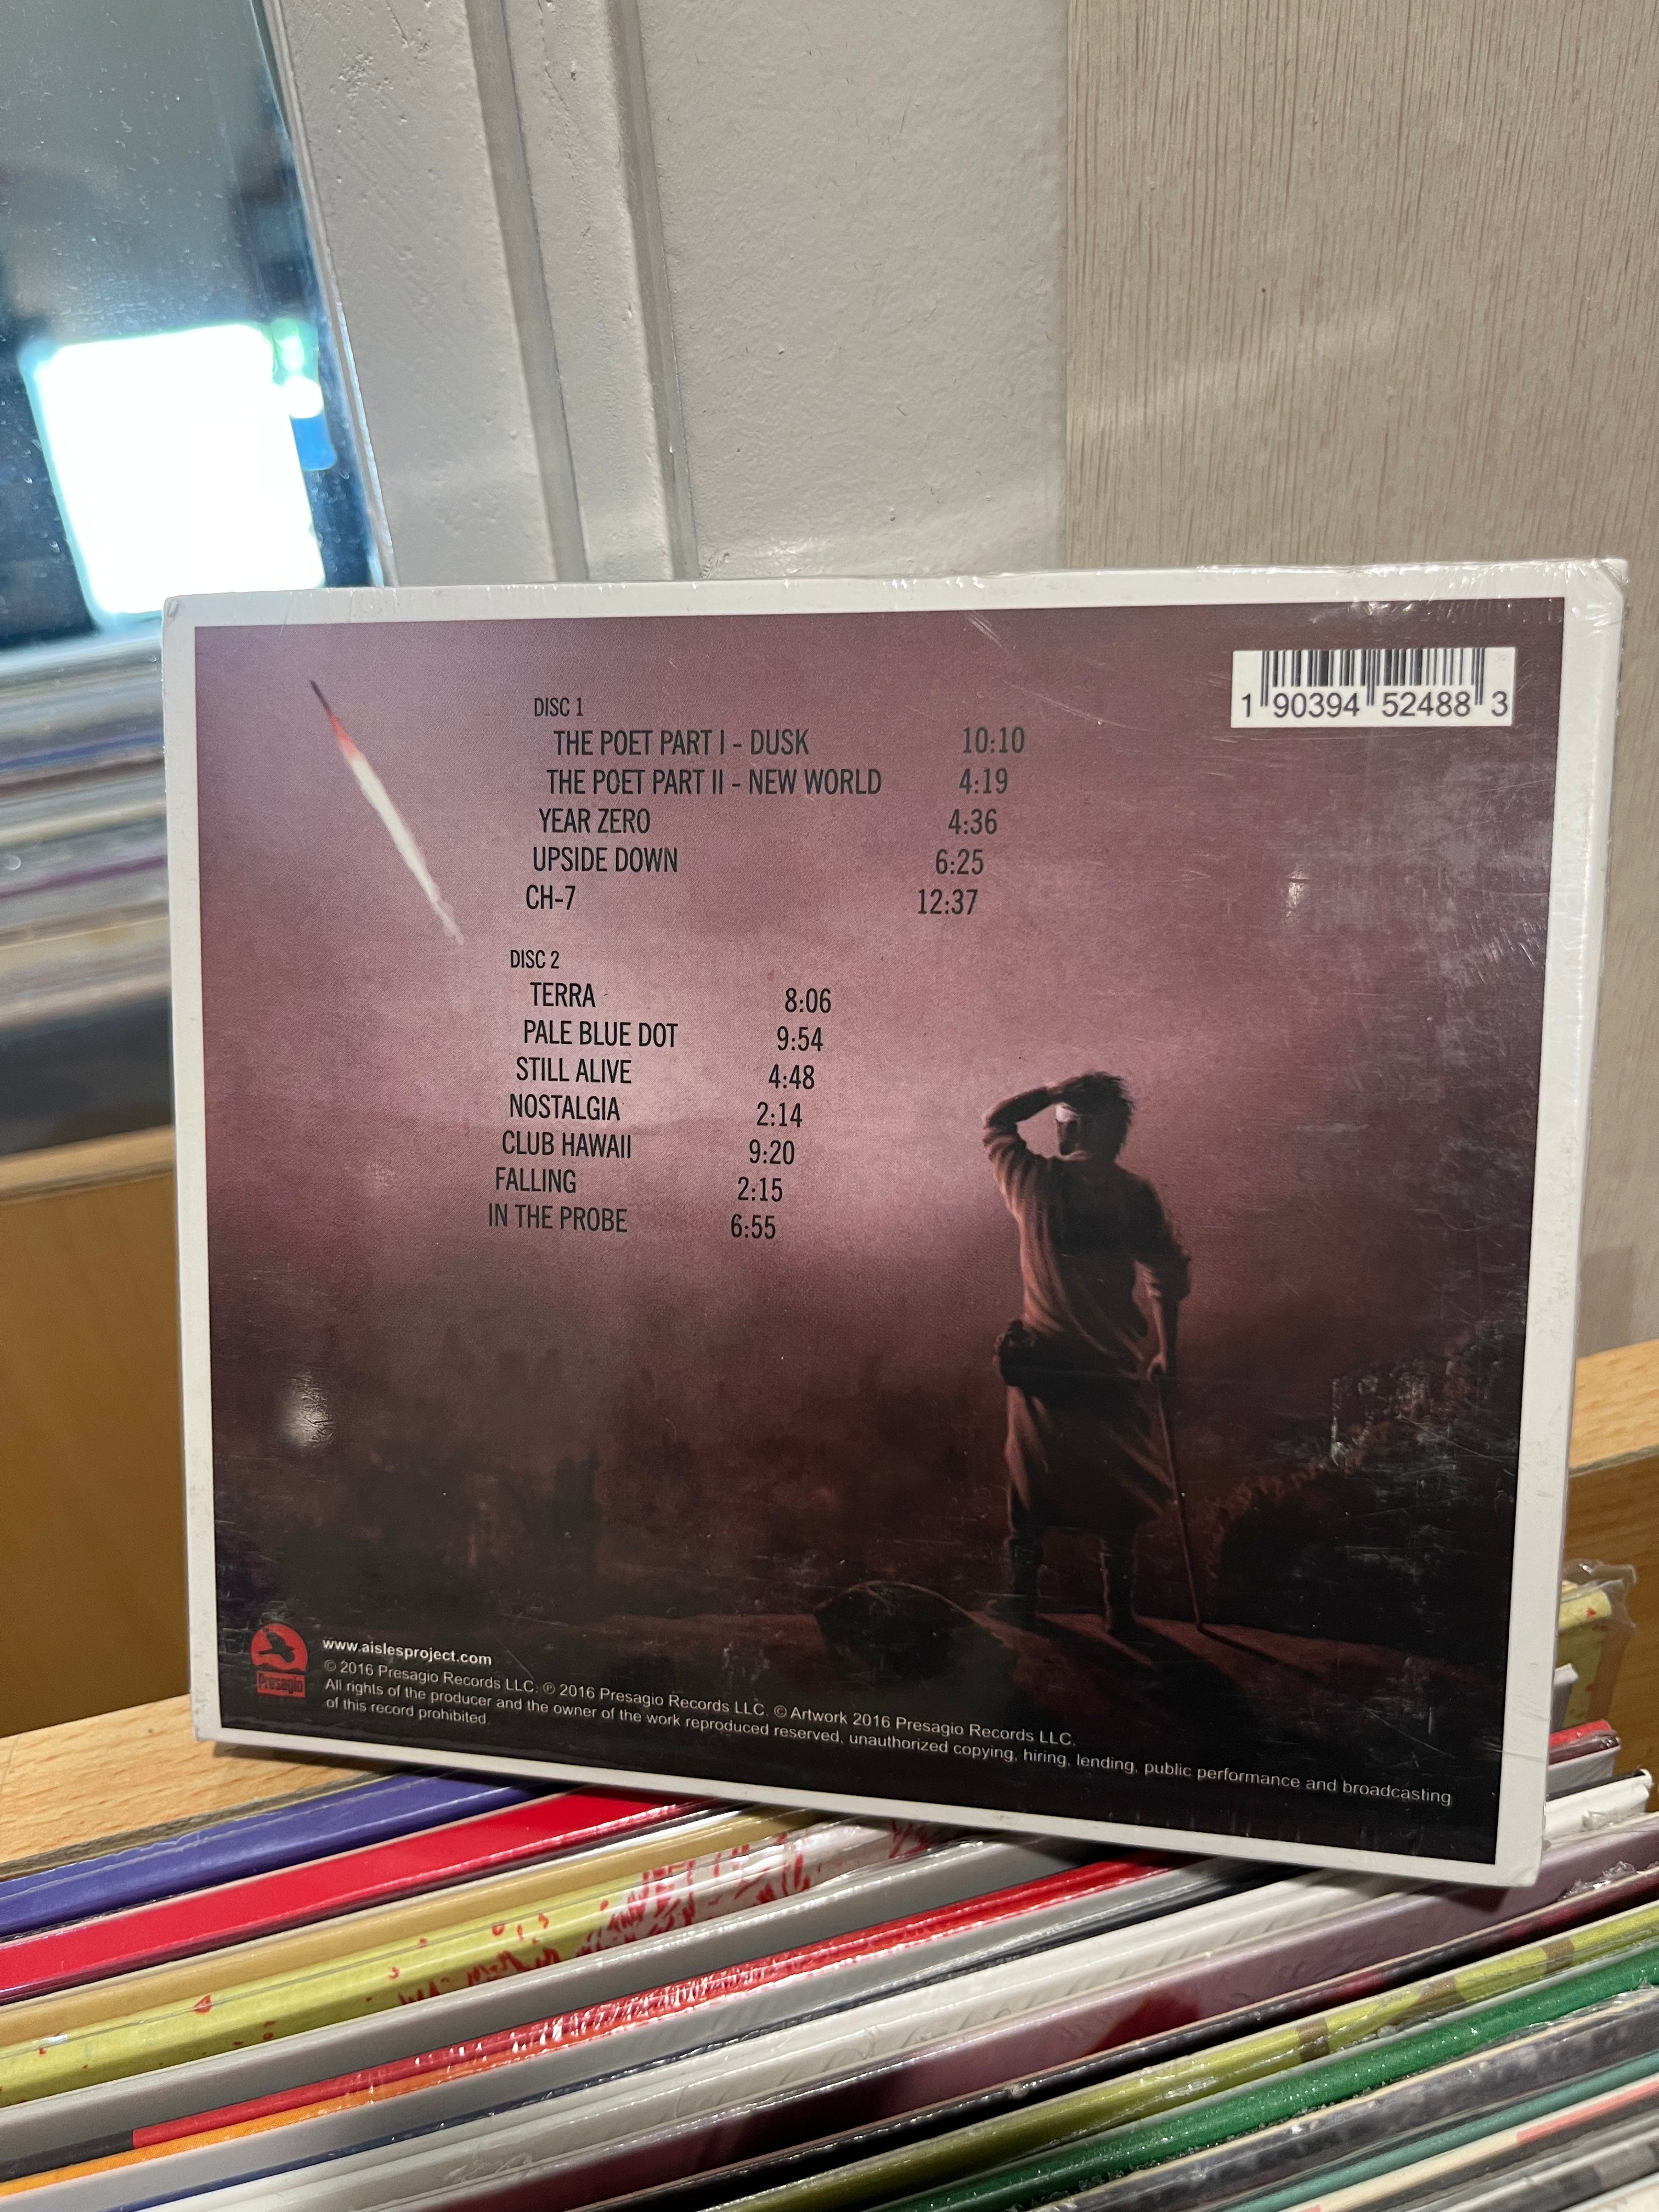 1 90394 52488 3
DISC 1
THE POET PART I - DUSK 10:10
THE POET PART II - NEW WORLD 4:19
YEAR ZERO 4:36
UPSIDE DOWN 6:25
CH-7 12:37
DISC 2
TERRA 8:06
PALE BLUE DOT 9:54
STILL ALIVE 4:48
NOSTALGIA 2:14
CLUB HAWAII 9:20
FALLING 2:15
IN THE PROBE 6:55
Presagio
www.aislesproject.com
© 2016 Presagio Records LLC. ℗ 2016 Presagio Records LLC. © Artwork 2016 Presagio Records LLC.
All rights of the producer and the owner of the work reproduced reserved, unauthorized copying, hiring, lending, public performance and broadcasting
of this record prohibited.